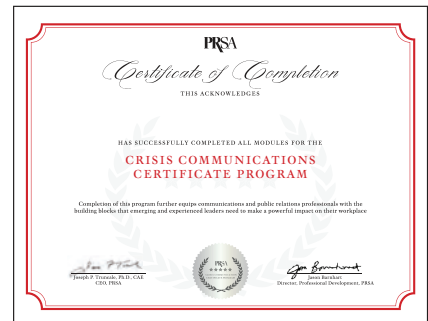 PRSA
Certificate of Completion
THIS ACKNOWLEDGES
HAS SUCCESSFULLY COMPLETED ALL MODULES FOR THE
CRISIS COMMUNICATIONS
CERTIFICATE PROGRAM
Completion of this program further equips communications and public relations professionals with the
building blocks that emerging and experienced leaders need to make a powerful impact on their workplace
PRSA
Joseph P. Truncale, Ph.D., CAE
CEO, PRSA
Jason Barnhart
Director, Professional Development, PRSA